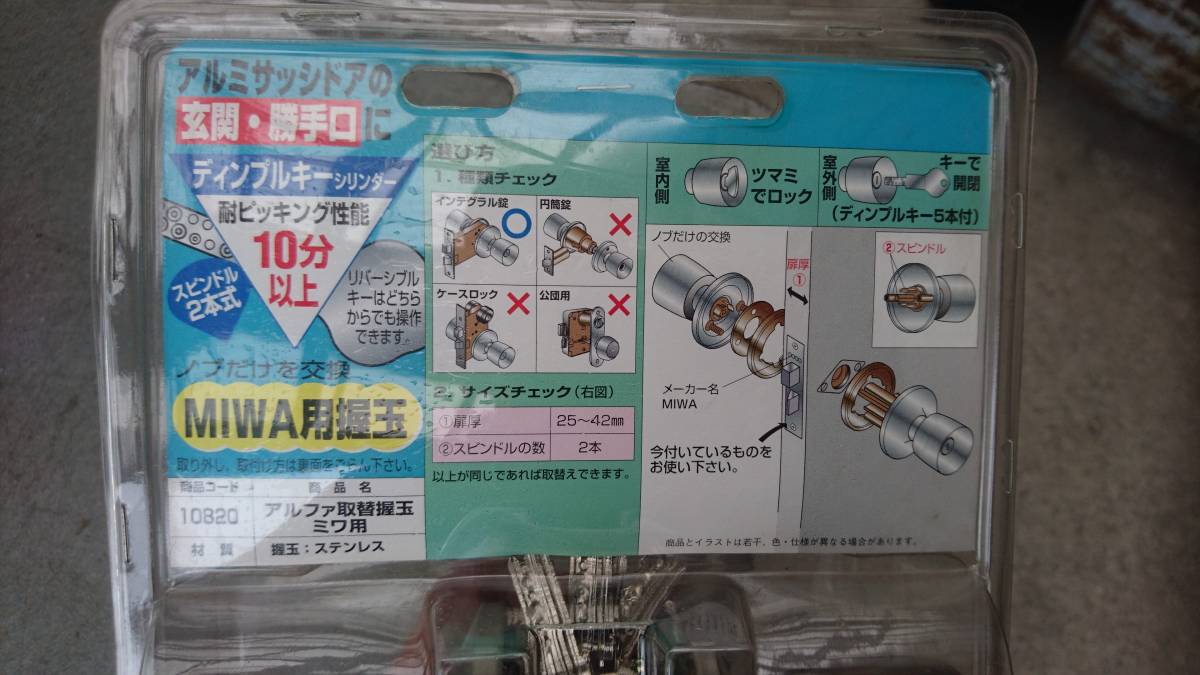 アルミサッシドアの
玄関・勝手口に
ディンプルキーシリンダー
耐ピッキング性能
10分
以上
スピンドル
2本式
リバーシブル
キーはどちら
からでも操作
できます。
ノブだけを交換
MIWA用握玉
取り外し、取付け方は裏面をごらん下さい。
商品コード
商品名
10820
アルファ取替握玉
ミワ用
材質
握玉：ステンレス
選び方
1. 種類チェック
インテグラル錠
円筒錠
ケースロック
公団用
2. サイズチェック（右図）
①扉厚
25～42㎜
②スピンドルの数
2本
以上が同じであれば取替えできます。
室内側
ツマミ
でロック
室外側
キーで
開閉
（ディンプルキー5本付）
ノブだけの交換
扉厚
①
②スピンドル
メーカー名
MIWA
今付いているものを
お使い下さい。
商品とイラストは若干、色・仕様が異なる場合があります。